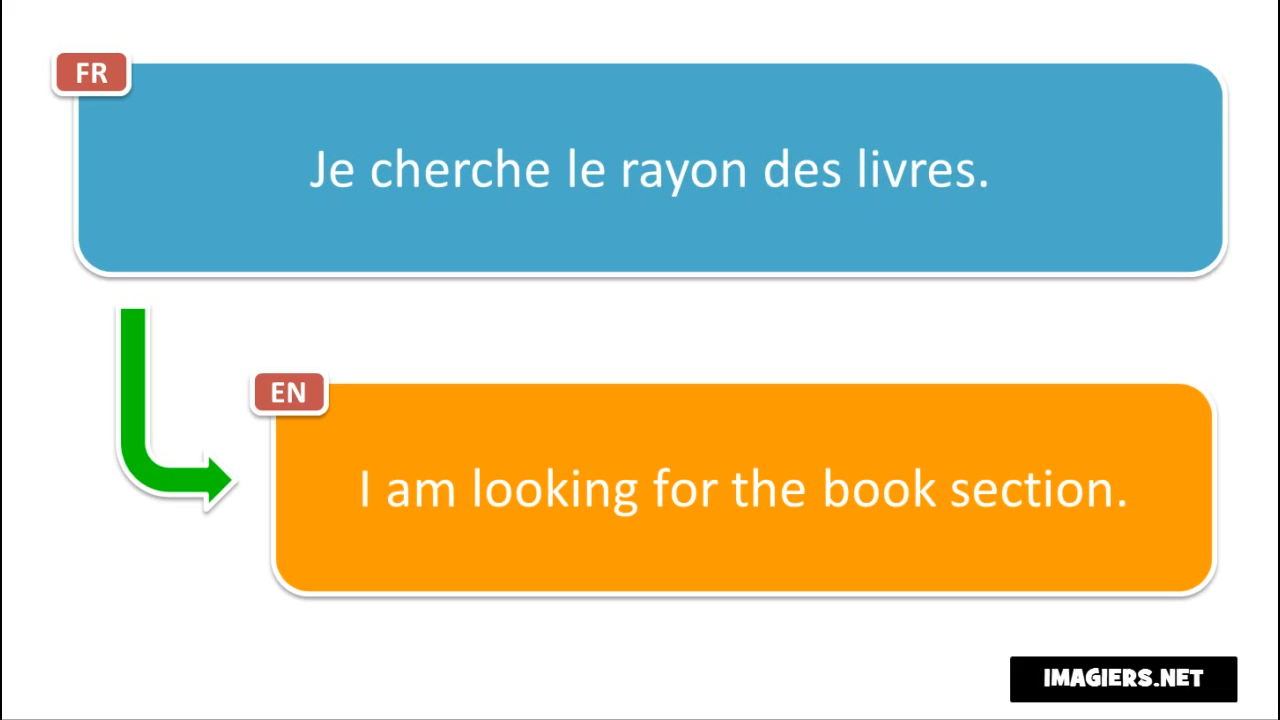 FR
Je cherche le rayon des livres.
EN
I am looking for the book section.
IMAGIERS.NET